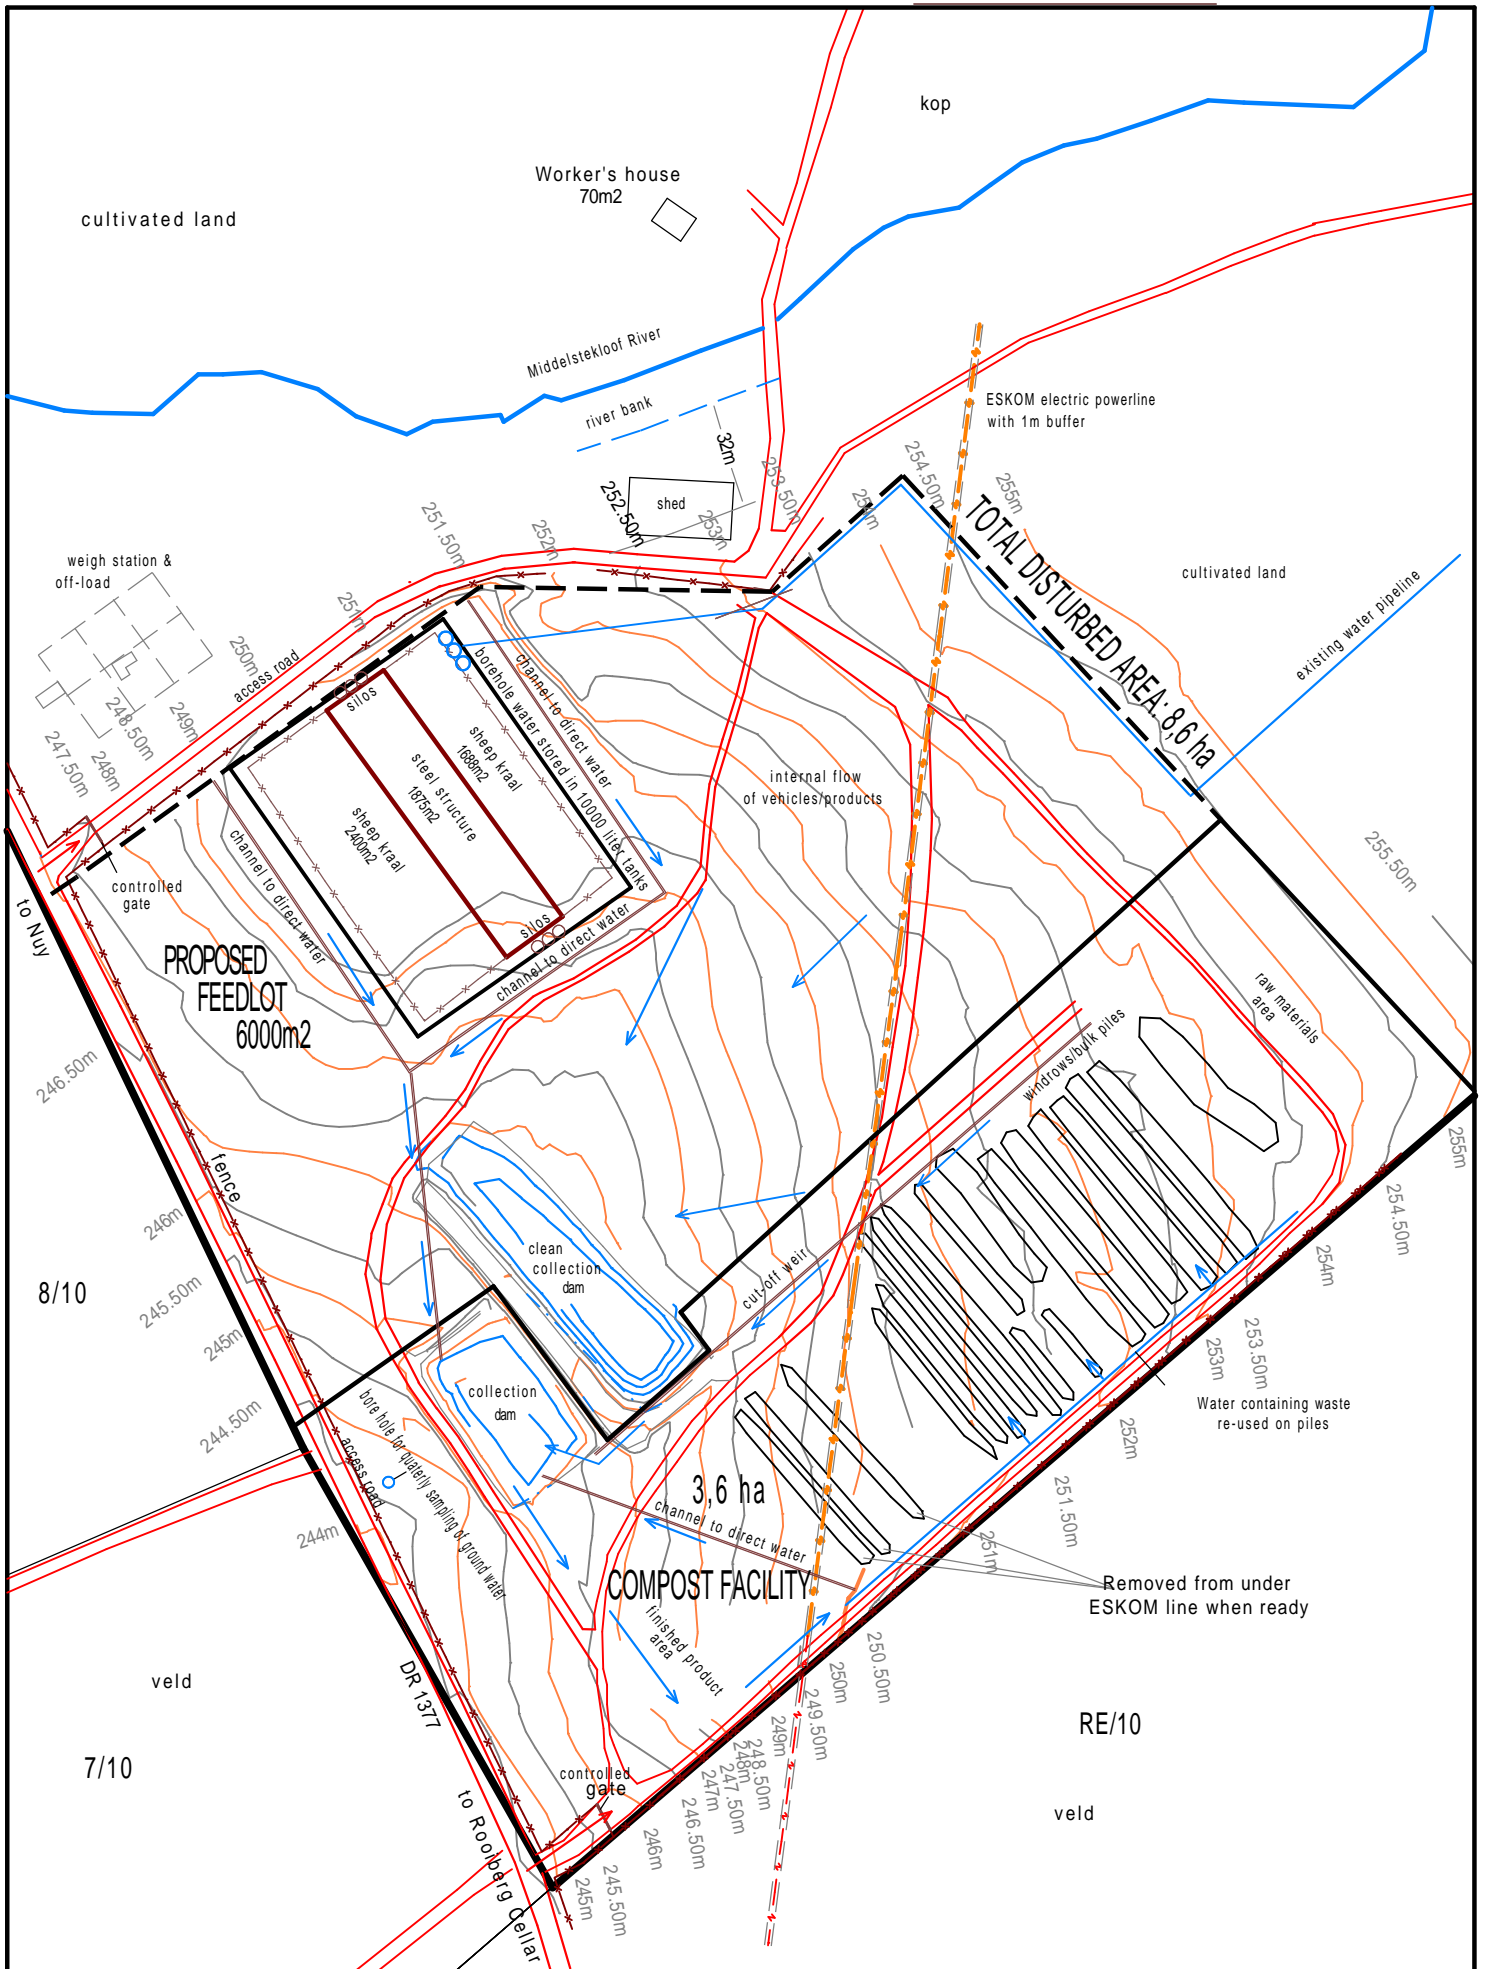 kop
Worker's house
70m2
cultivated land
Middelstekloof River
river bank
32m
ESKOM electric powerline
with 1m buffer
shed
252.50m
253m
253.50m
254m
254.50m
255m
251.50m
252m
TOTAL DISTURBED AREA: 8,6 ha
cultivated land
existing water pipeline
weigh station &
off-load
251m
250m
access road
249m
248.50m
248m
247.50m
silos
sheep kraal
1688m2
steel structure
1875m2
sheep kraal
2400m2
silos
borehole water stored in 10000 liter tanks
channel to direct water
channel to direct water
channel to direct water
internal flow
of vehicles/products
255.50m
controlled
gate
to Nuy
PROPOSED
FEEDLOT
6000m2
raw materials
area
windrows/bulk piles
246.50m
fence
246m
8/10
245.50m
245m
244.50m
244m
clean
collection
dam
cut-off weir
collection
dam
bore hole for quaterly sampling of ground water
access road
255m
254.50m
254m
253.50m
253m
252m
251.50m
251m
Water containing waste
re-used on piles
3,6 ha
channel to direct water
COMPOST FACILITY
finished product
area
Removed from under
ESKOM line when ready
250.50m
250m
249.50m
249m
248.50m
248m
247.50m
247m
246.50m
246m
245.50m
245m
veld
DR 1377
7/10
RE/10
veld
controlled
gate
to Rooiberg Cellar